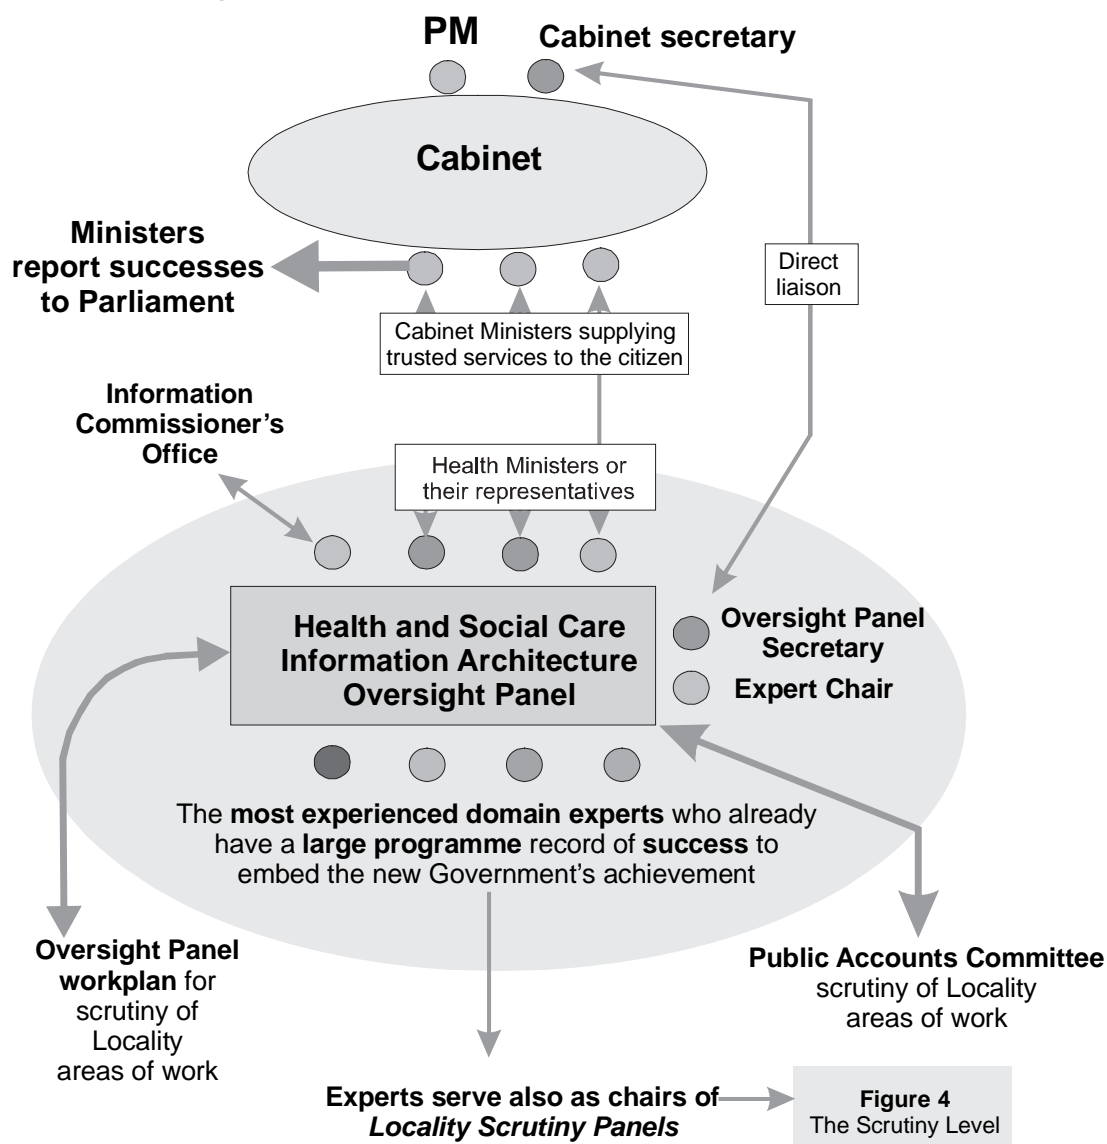 PM
Cabinet secretary
Cabinet
Ministers
report successes
to Parliament
Direct
liaison
Cabinet Ministers supplying
trusted services to the citizen
Information
Commissioner’s
Office
Health Ministers or
their representatives
Health and Social Care
Information Architecture
Oversight Panel
Oversight Panel
Secretary
Expert Chair
The most experienced domain experts who already
have a large programme record of success to
embed the new Government’s achievement
Oversight Panel
workplan for
scrutiny of
Locality
areas of work
Public Accounts Committee
scrutiny of Locality
areas of work
Experts serve also as chairs of
Locality Scrutiny Panels
Figure 4
The Scrutiny Level